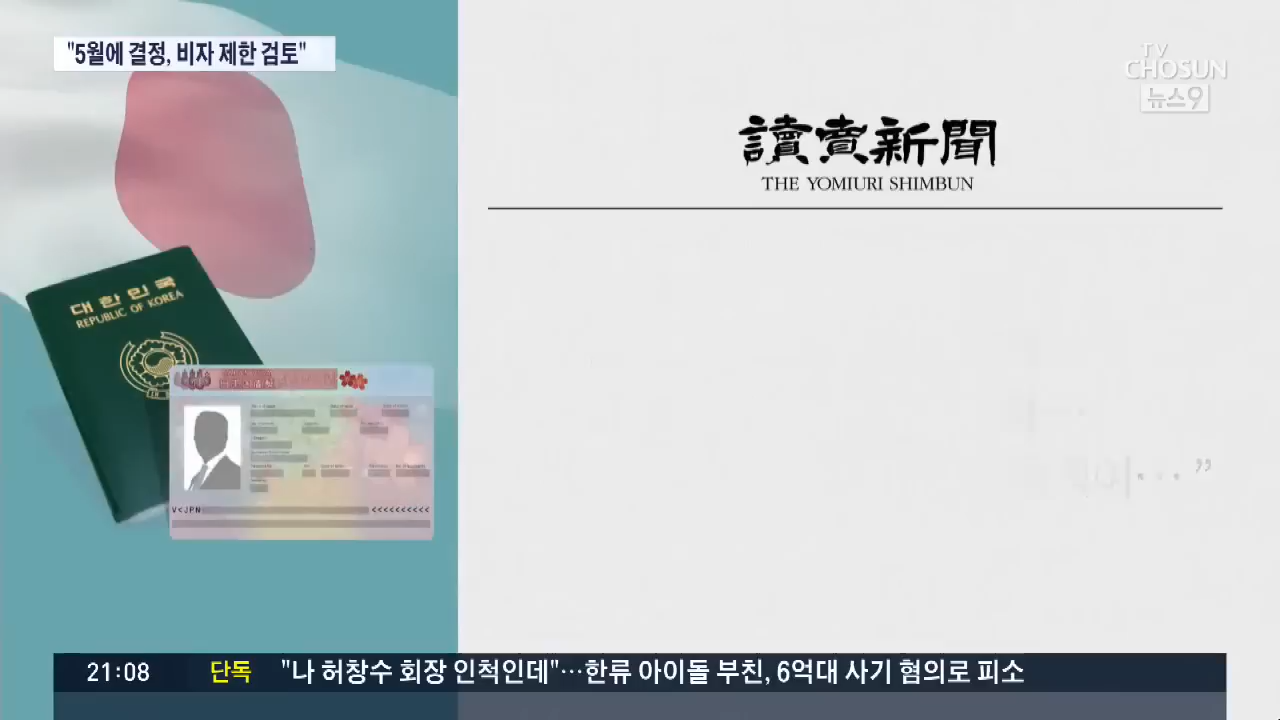 "5월에 결정, 비자 제한 검토"
TV
CHOSUN
뉴스9
讀賣新聞
THE YOMIURI SHIMBUN
대한민국
REPUBLIC OF KOREA
V<JPN
<<<<<<<<<<
…”
21:08 단독 "나 허창수 회장 인척인데"…한류 아이돌 부친, 6억대 사기 혐의로 피소